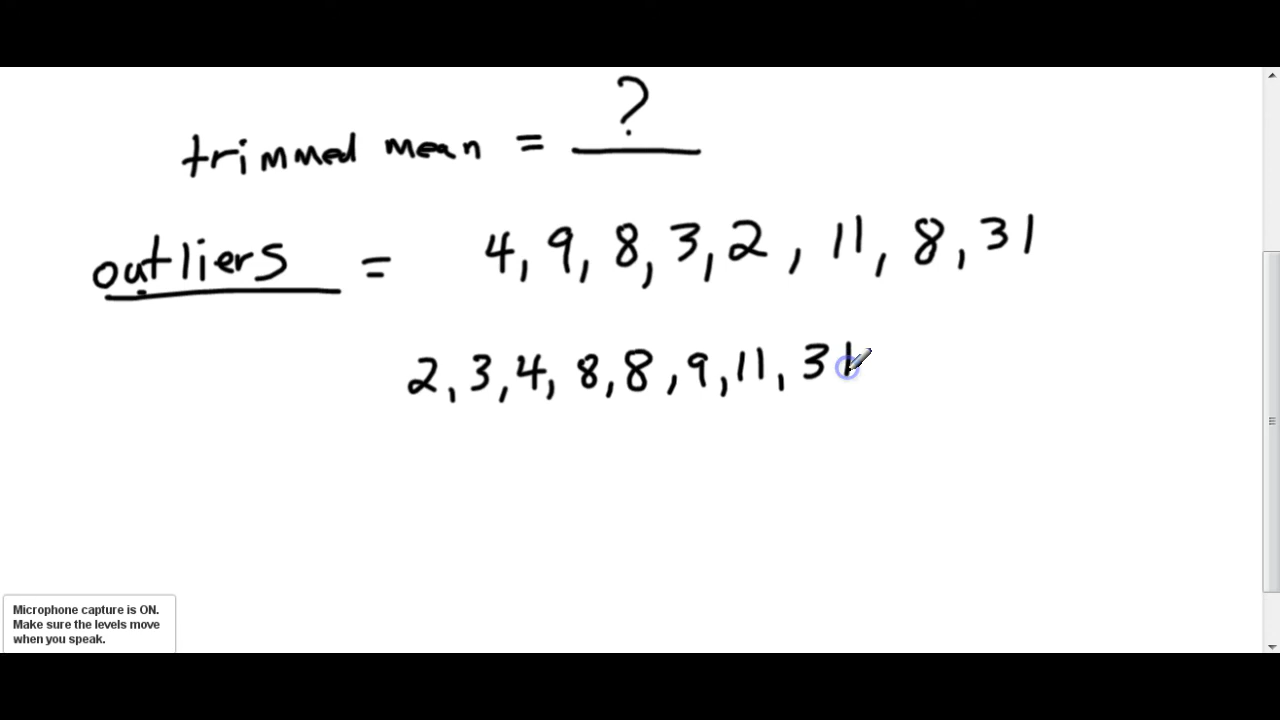 ?
trimmed mean = ___
outliers = 4, 9, 8, 3, 2, 11, 8, 31
2, 3, 4, 8, 8, 9, 11, 31
Microphone capture is ON.
Make sure the levels move
when you speak.